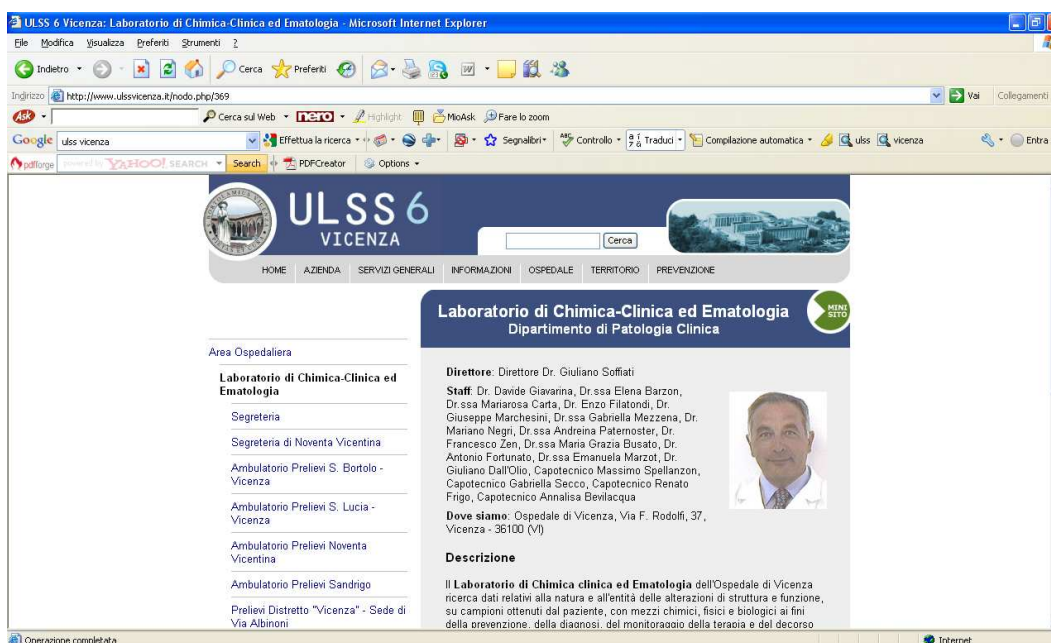 ULSS 6 Vicenza: Laboratorio di Chimica-Clinica ed Ematologia - Microsoft Internet Explorer
File Modifica Visualizza Preferiti Strumenti ?
Indietro Cerca Preferiti
Indirizzo http://www.ulssvicenza.it/nodo.php/369 Vai Collegamenti
Ask Cerca sul Web nero Highlight MioAsk Fare lo zoom
Google ulss vicenza Effettua la ricerca Segnalibri Controllo Traduci Compilazione automatica ulss vicenza Entra
pdfforge powered by YAHOO! SEARCH Search PDFCreator Options
ULSS 6
VICENZA
Cerca
HOME AZIENDA SERVIZI GENERALI INFORMAZIONI OSPEDALE TERRITORIO PREVENZIONE
Laboratorio di Chimica-Clinica ed Ematologia
Dipartimento di Patologia Clinica
MINI
SITO
Area Ospedaliera
Laboratorio di Chimica-Clinica ed
Ematologia
Segreteria
Segreteria di Noventa Vicentina
Ambulatorio Prelievi S. Bortolo -
Vicenza
Ambulatorio Prelievi S. Lucia -
Vicenza
Ambulatorio Prelievi Noventa
Vicentina
Ambulatorio Prelievi Sandrigo
Prelievi Distretto "Vicenza" - Sede di
Via Albinoni
Direttore: Direttore Dr. Giuliano Soffiati
Staff: Dr. Davide Giavarina, Dr.ssa Elena Barzon,
Dr.ssa Mariarosa Carta, Dr. Enzo Filatondi, Dr.
Giuseppe Marchesini, Dr.ssa Gabriella Mezzena, Dr.
Mariano Negri, Dr.ssa Andreina Paternoster, Dr.
Francesco Zen, Dr.ssa Maria Grazia Busato, Dr.
Antonio Fortunato, Dr.ssa Emanuela Marzot, Dr.
Giuliano Dall'Olio, Capotecnico Massimo Spellanzon,
Capotecnico Gabriella Secco, Capotecnico Renato
Frigo, Capotecnico Annalisa Bevilacqua
Dove siamo: Ospedale di Vicenza, Via F. Rodolfi, 37,
Vicenza - 36100 (VI)
Descrizione
Il Laboratorio di Chimica clinica ed Ematologia dell'Ospedale di Vicenza
ricerca dati relativi alla natura e all'entità delle alterazioni di struttura e funzione,
su campioni ottenuti dal paziente, con mezzi chimici, fisici e biologici ai fini
della prevenzione, della diagnosi, del monitoraggio della terapia e del decorso
Operazione completata Internet